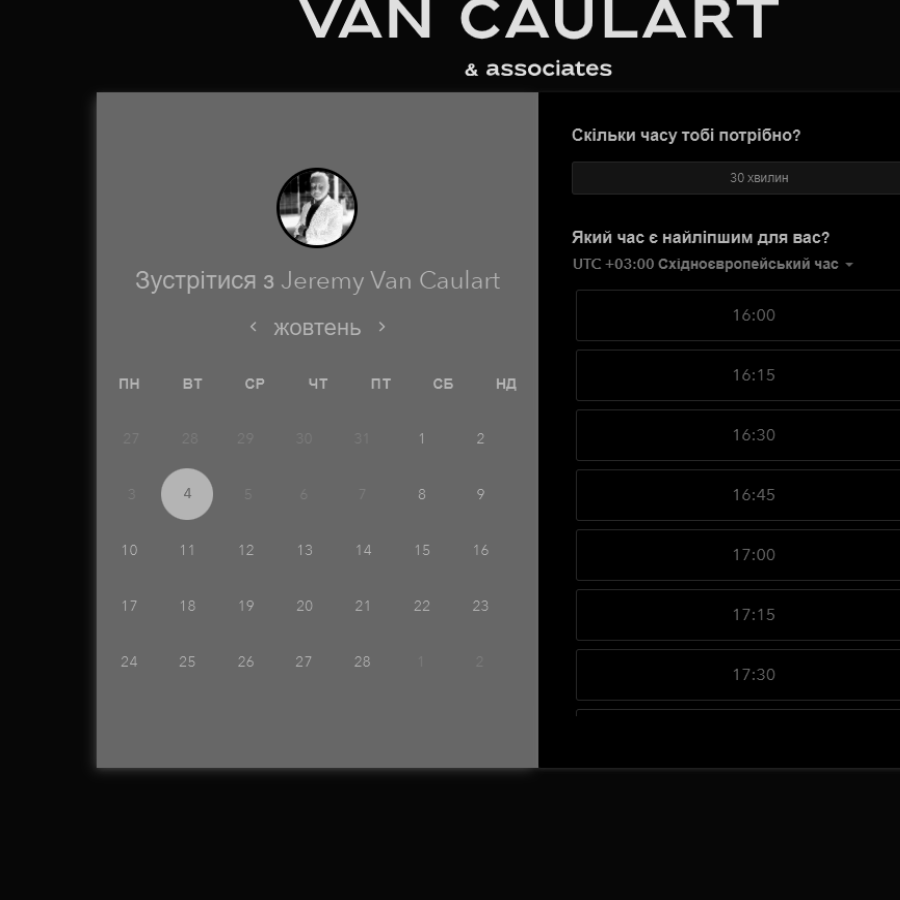 VAN CAULART
& associates
Зустрітися з Jeremy Van Caulart
жовтень
ПН ВТ СР ЧТ ПТ СБ НД
27 28 29 30 31 1 2
3 4 5 6 7 8 9
10 11 12 13 14 15 16
17 18 19 20 21 22 23
24 25 26 27 28 1 2
Скільки часу тобі потрібно?
30 хвилин
Який час є найліпшим для вас?
UTC +03:00 Східноєвропейський час
16:00
16:15
16:30
16:45
17:00
17:15
17:30